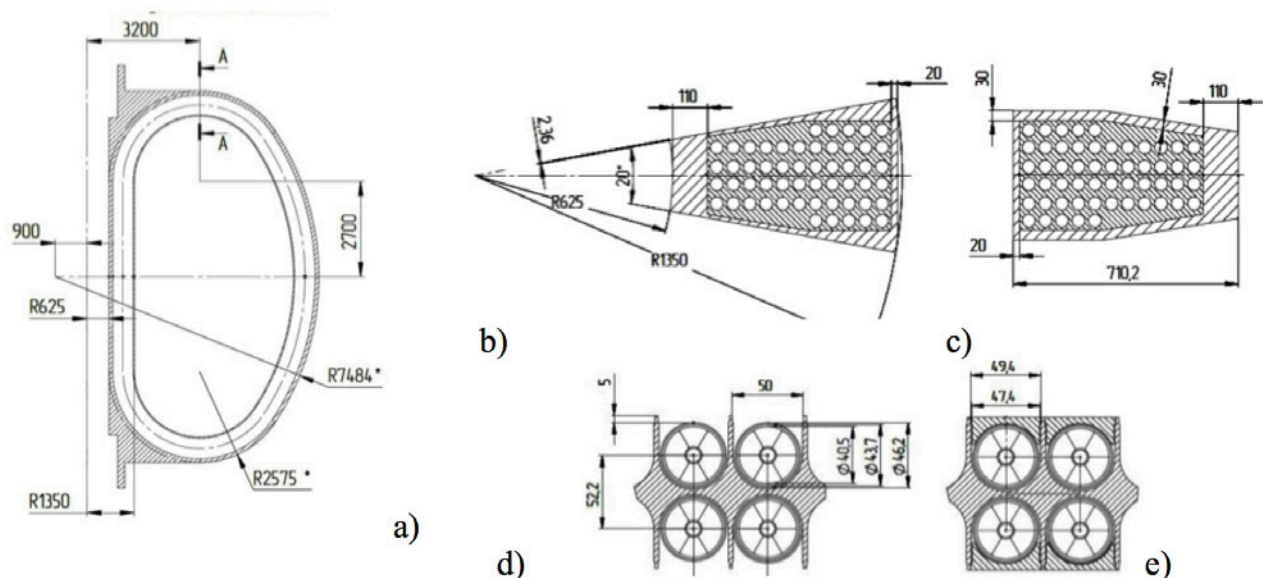 3200
A
A
900
2700
R625
R7484*
R2575*
R1350
a)
20
110
2,36
20°
R625
R1350
b)
30
30
110
20
710,2
c)
5
50
52,2
Ø40,5
Ø43,7
Ø46,2
d)
49,4
47,4
e)